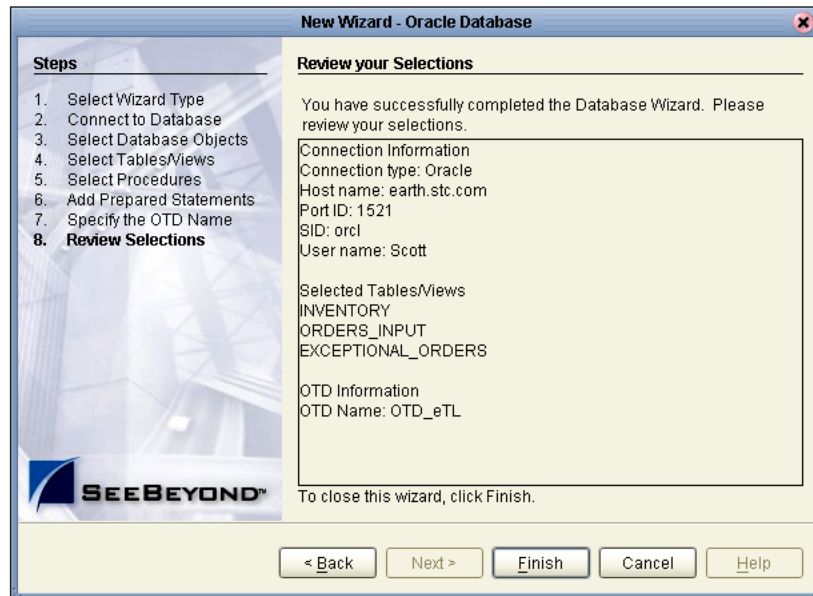 New Wizard - Oracle Database
Steps
1. Select Wizard Type
2. Connect to Database
3. Select Database Objects
4. Select Tables/Views
5. Select Procedures
6. Add Prepared Statements
7. Specify the OTD Name
8. Review Selections
SEEBEYOND™
Review your Selections
You have successfully completed the Database Wizard. Please
review your selections.
Connection Information
Connection type: Oracle
Host name: earth.stc.com
Port ID: 1521
SID: orcl
User name: Scott
Selected Tables/Views
INVENTORY
ORDERS_INPUT
EXCEPTIONAL_ORDERS
OTD Information
OTD Name: OTD_eTL
To close this wizard, click Finish.
< Back Next > Finish Cancel Help